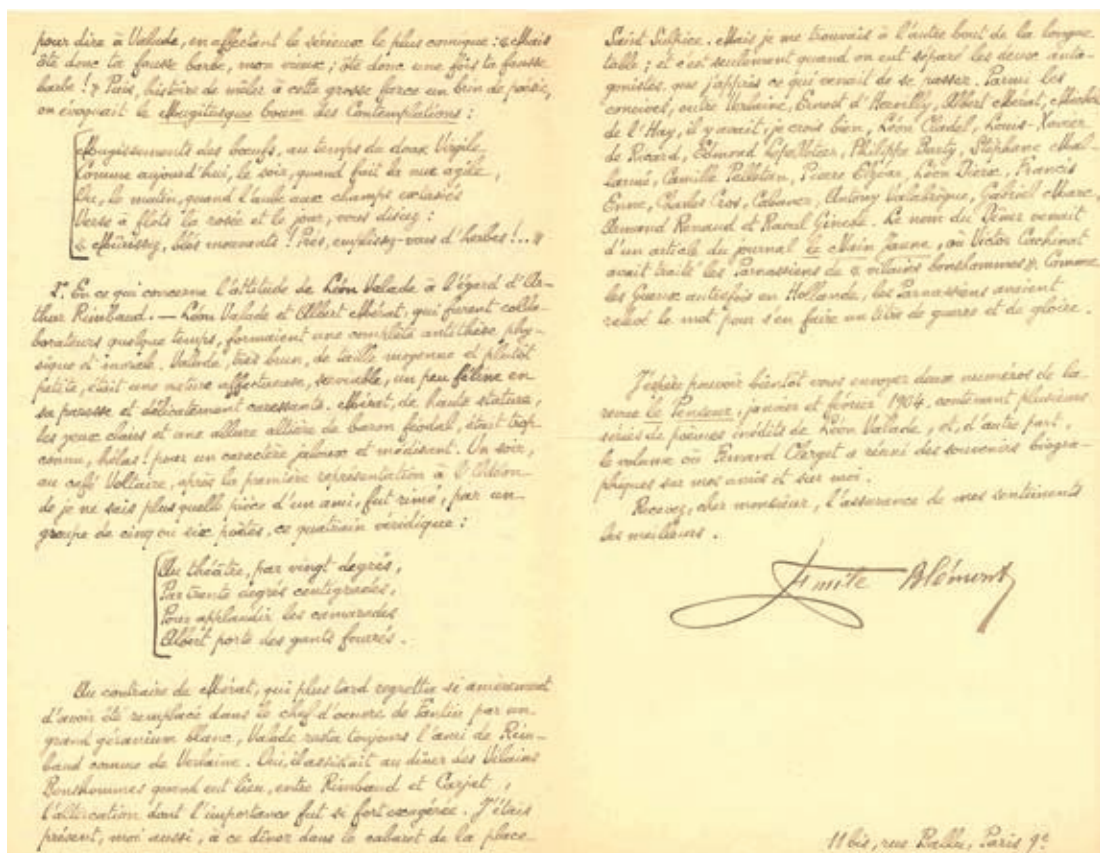 pour dire à Valade, en affectant le sérieux le plus comique : « Mais
ôte donc ta fausse barbe, mon vieux ; ôte donc une fois ta fausse
barbe ! » Puis, histoire de mêler à cette grosse farce un brin de poésie,
on évoquait le Mugitusque boum des Contemplations :
Mugissements des bœufs, au temps du doux Virgile
Comme aujourd'hui, le soir, quand fuit la nue agile,
Ou, le matin, quand l'aube aux champs extasiés
Verse à flots la rosée et le jour, vous disiez :
« Mûrissez, blés mouvants ! Prés, emplissez-vous d'herbes !.. »
2°. En ce qui concerne l'attitude de Léon Valade à l'égard d'Ar-
thur Rimbaud. — Léon Valade et Albert Mérat, qui furent colla-
borateurs quelque temps, formaient une complète antithèse phy-
sique et morale. Valade, très brun, de taille moyenne et plutôt
petite, était une nature affectueuse, serviable, un peu féline en
sa paresse et délicatement caressante. Mérat, de haute stature,
les yeux clairs et une allure altière de baron féodal, était trop
connu, hélas ! pour un caractère jaloux et médisant. Un soir,
au café Voltaire, après la première représentation à l'Odéon
de je ne sais plus quelle pièce d'un ami, fut rimé, par un
groupe de cinq ou six poètes, ce quatrain véridique :
Au théâtre, par vingt degrés,
Par trente degrés centigrades,
Pour applaudir les camarades
Albert porte des gants fourrés.
Au contraire de Mérat, qui plus tard regretta si amèrement
d'avoir été remplacé dans le chef-d'œuvre de Fantin par un
grand géranium blanc, Valade resta toujours l'ami de Rim-
baud comme de Verlaine. Oui, il assistait au dîner des Vilains
Bonshommes quand eut lieu, entre Rimbaud et Carjat,
l'altercation dont l'importance fut si fort exagérée. J'étais
présent, moi aussi, à ce dîner dans le cabaret de la place
Saint Sulpice. Mais je me trouvais à l'autre bout de la longue
table ; et c'est seulement quand on eut séparé les deux anta-
gonistes, que j'appris ce qui venait de se passer. Parmi les
convives, outre Verlaine, Ernest d'Hervilly, Albert Mérat, Michel
de l'Hay, il y avait, je crois bien, Léon Cladel, Louis-Xavier
de Ricard, Edmond Lepelletier, Philippe Burty, Stéphane Mal-
larmé, Camille Pelletan, Pierre Elzéar, Léon Dierx, Francis
Enne, Charles Cros, Cabaner, Antony Valabrègue, Gabriel Marc,
Armand Renaud et Raoul Gineste. Le nom du Dîner venait
d'un article du journal le Nain Jaune, où Victor Cochinat
avait traité les Parnassiens de « vilains bonshommes ». Comme
les Gueux autrefois en Hollande, les Parnassiens avaient
relevé le mot pour s'en faire un titre de guerre et de gloire.
J'espère pouvoir bientôt vous envoyer deux numéros de la
revue le Penseur, janvier et février 1904, contenant plusieurs
séries de poèmes inédits de Léon Valade, et, d'autre part,
le volume où Fernand Clerget a réuni des souvenirs biogra-
phiques sur mes amis et sur moi.
Recevez, cher monsieur, l'assurance de mes sentiments
les meilleurs.
Emile Blémont
11 bis, rue Ballu, Paris 9e